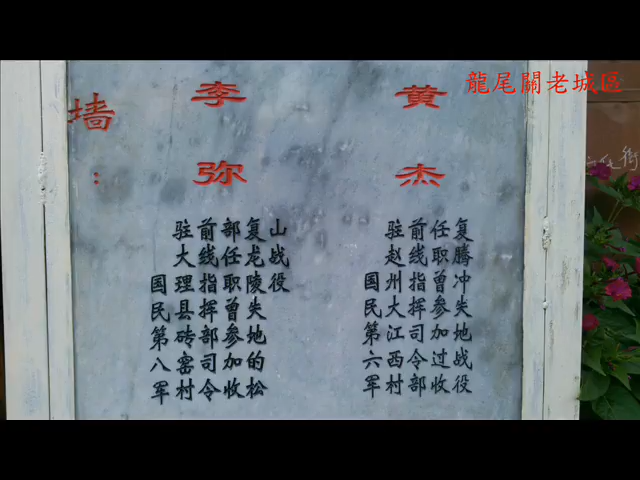 龍尾關老城區
墙：
李弥
国民第八军
驻大理县砖窑村
前线指挥部司令
部任职曾参加收
复龙陵失地的松
山战役
黄杰
国民第六军
驻赵州大江西村
前线指挥司令部
任职曾参加过收
复腾冲失地战役